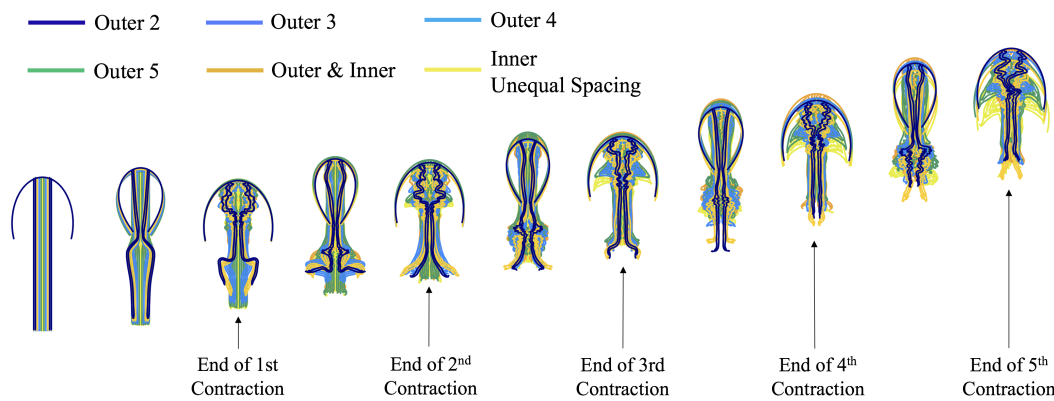 Outer 2
Outer 3
Outer 4
Outer 5
Outer & Inner
Inner
Unequal Spacing
End of 1st
Contraction
End of 2nd
Contraction
End of 3rd
Contraction
End of 4th
Contraction
End of 5th
Contraction